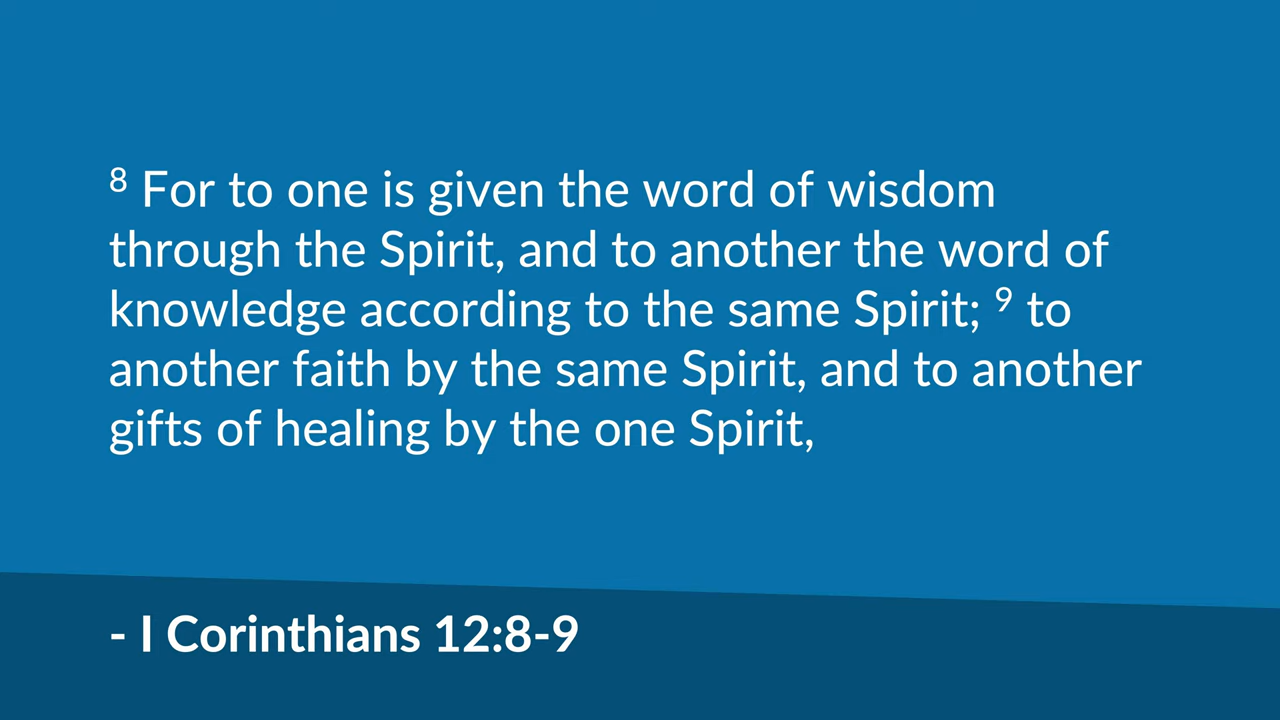 8 For to one is given the word of wisdom
through the Spirit, and to another the word of
knowledge according to the same Spirit; 9 to
another faith by the same Spirit, and to another
gifts of healing by the one Spirit,
- I Corinthians 12:8-9